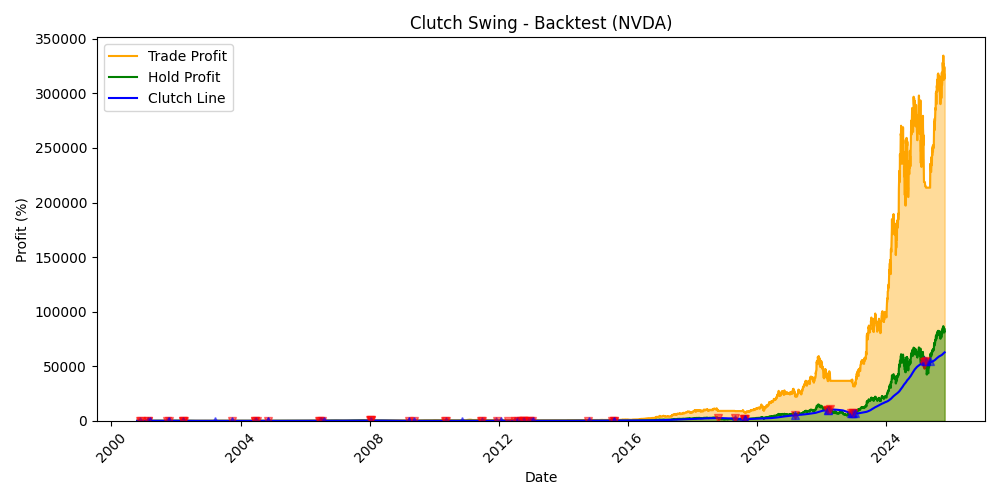 Clutch Swing - Backtest (NVDA)
350000
300000
250000
200000
150000
100000
50000
0
Profit (%)
Trade Profit
Hold Profit
Clutch Line
2000
2004
2008
2012
2016
2020
2024
Date